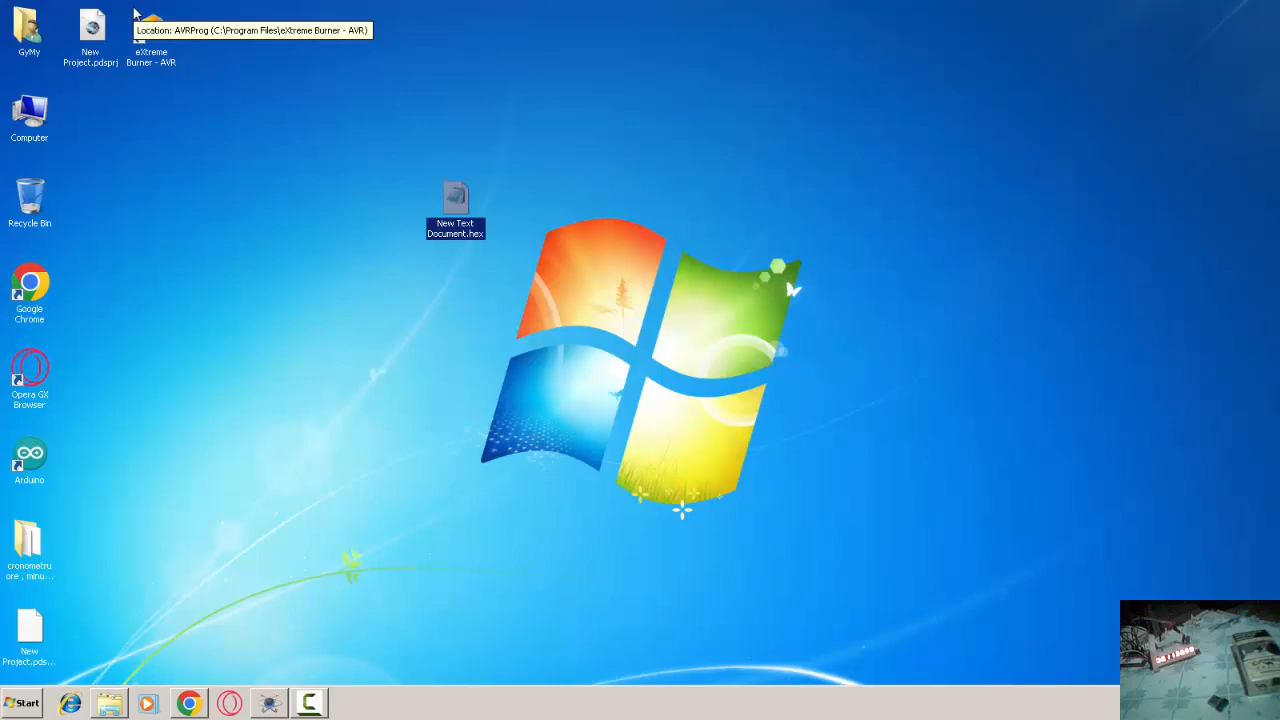 Location: AVRProg (C:\Program Files\eXtreme Burner - AVR)
GyMy
New
Project.pdsprj
eXtreme
Burner - AVR
Computer
New Text
Document.hex
Recycle Bin
Google
Chrome
Opera GX
Browser
Arduino
cronometru
ore , minu...
New
Project.pds...
Start